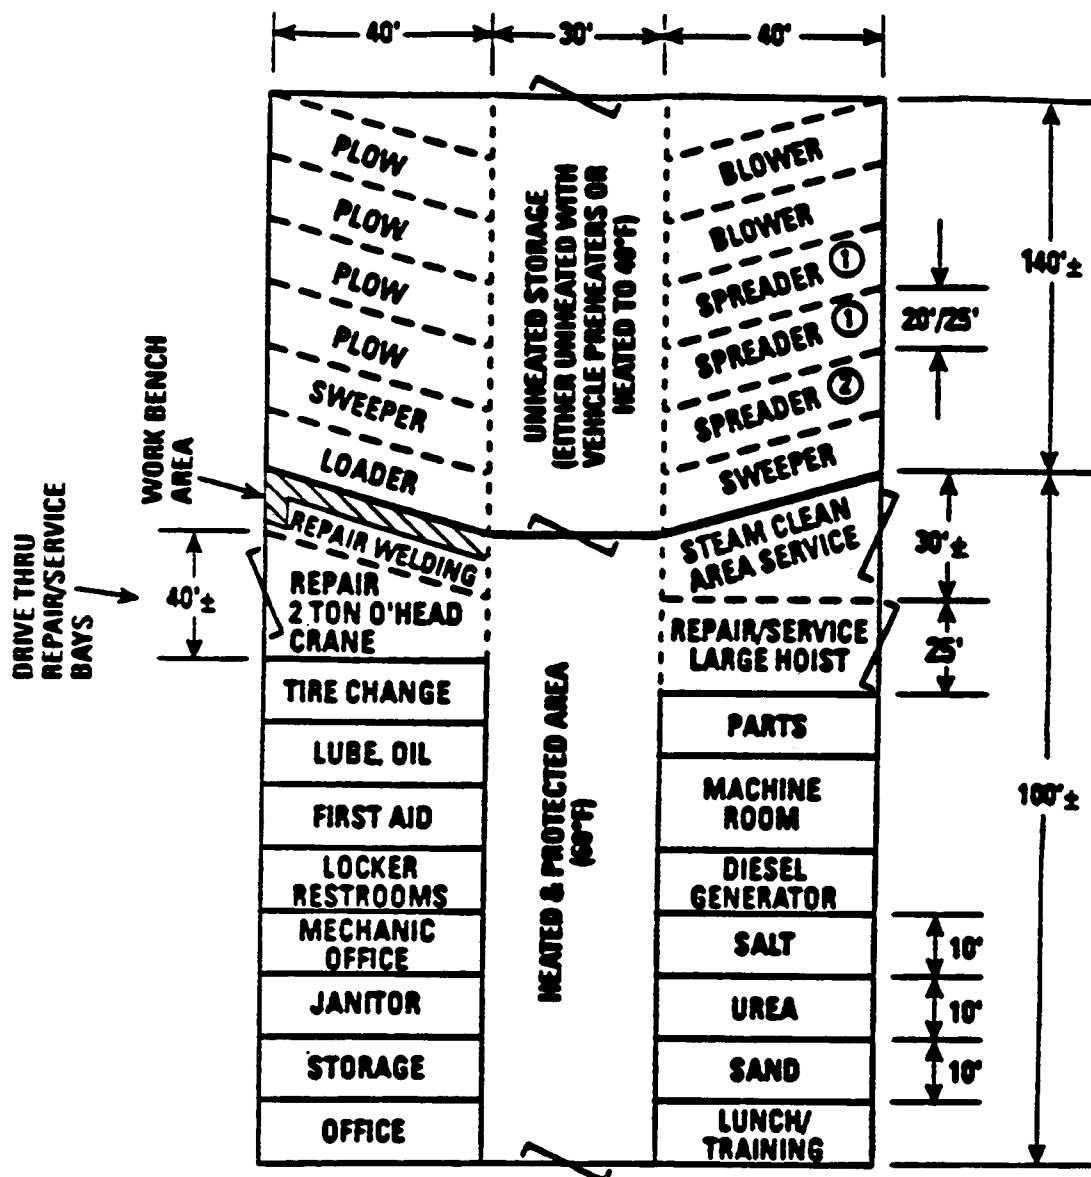 40'
30'
40'
PLOW
PLOW
PLOW
PLOW
SWEEPER
LOADER
UNHEATED STORAGE
(EITHER UNHEATED WITH
VEHICLE PREHEATERS OR
HEATED TO 40°F)
BLOWER
BLOWER
SPREADER 1
SPREADER 1
SPREADER 2
SWEEPER
140'±
20'/25'
WORK BENCH
AREA
DRIVE THRU
REPAIR/SERVICE
BAYS
40'±
REPAIR WELDING
REPAIR
2 TON O'HEAD
CRANE
TIRE CHANGE
LUBE, OIL
FIRST AID
LOCKER
RESTROOMS
MECHANIC
OFFICE
JANITOR
STORAGE
OFFICE
HEATED & PROTECTED AREA
(60°F)
STEAM CLEAN
AREA SERVICE
REPAIR/SERVICE
LARGE HOIST
PARTS
MACHINE
ROOM
DIESEL
GENERATOR
SALT
UREA
SAND
LUNCH/
TRAINING
30'±
25'
10'
10'
10'
100'±